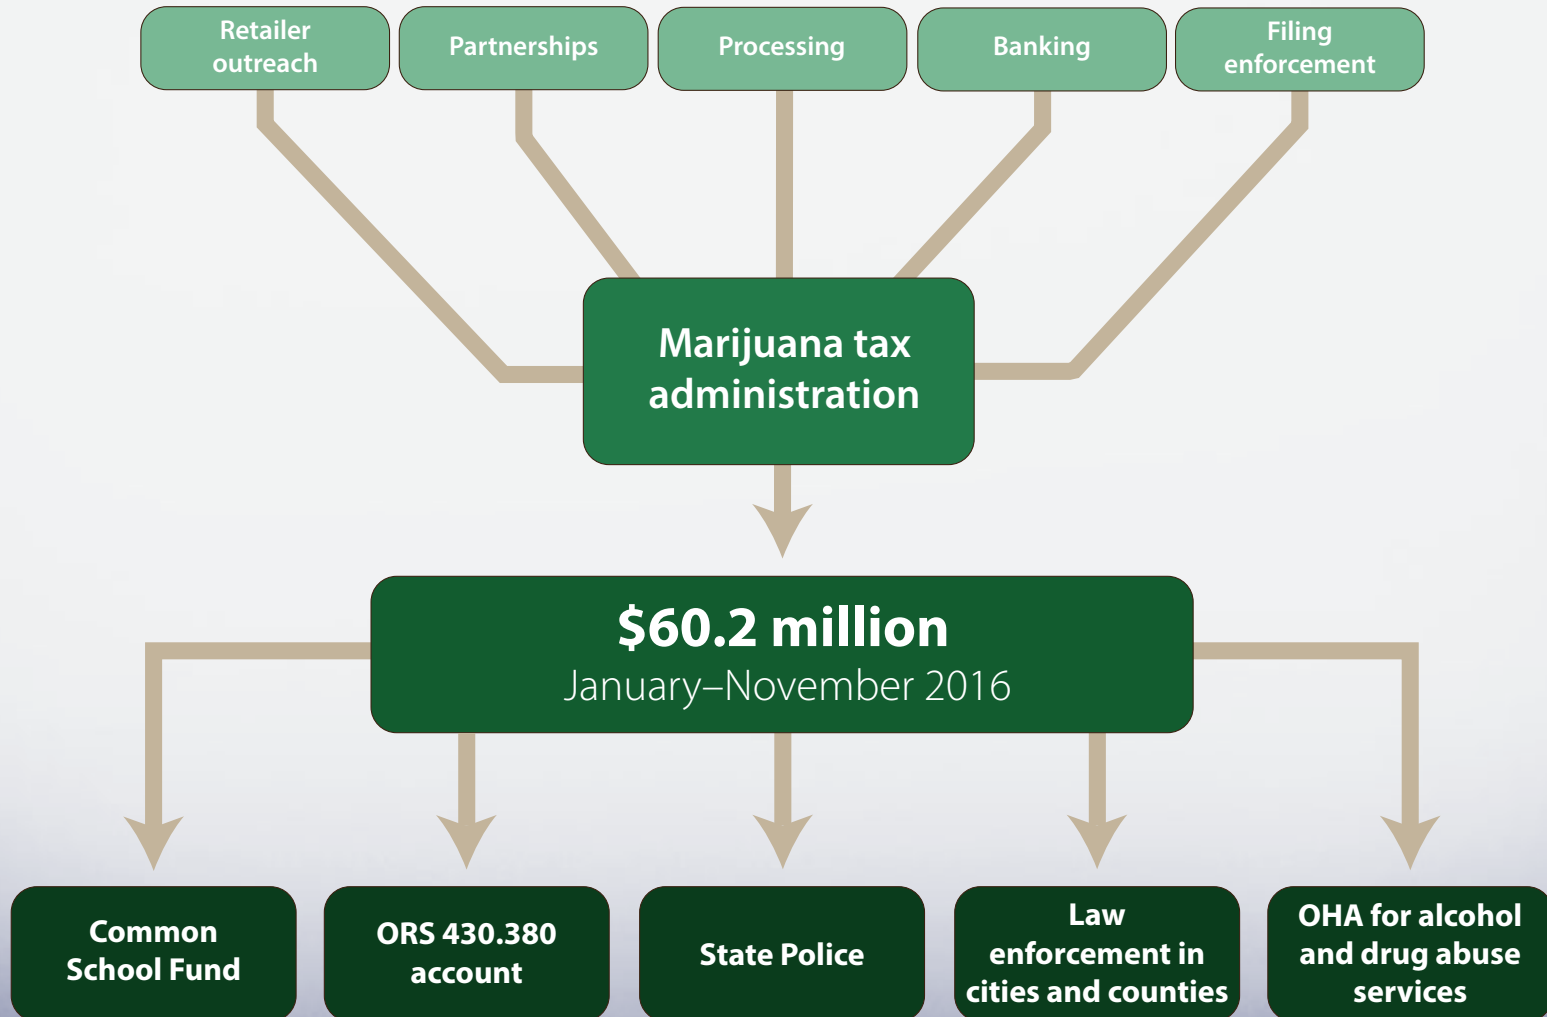 Retailer
outreach
Partnerships
Processing
Banking
Filing
enforcement
Marijuana tax
administration
$60.2 million
January–November 2016
Common
School Fund
ORS 430.380
account
State Police
Law
enforcement in
cities and counties
OHA for alcohol
and drug abuse
services